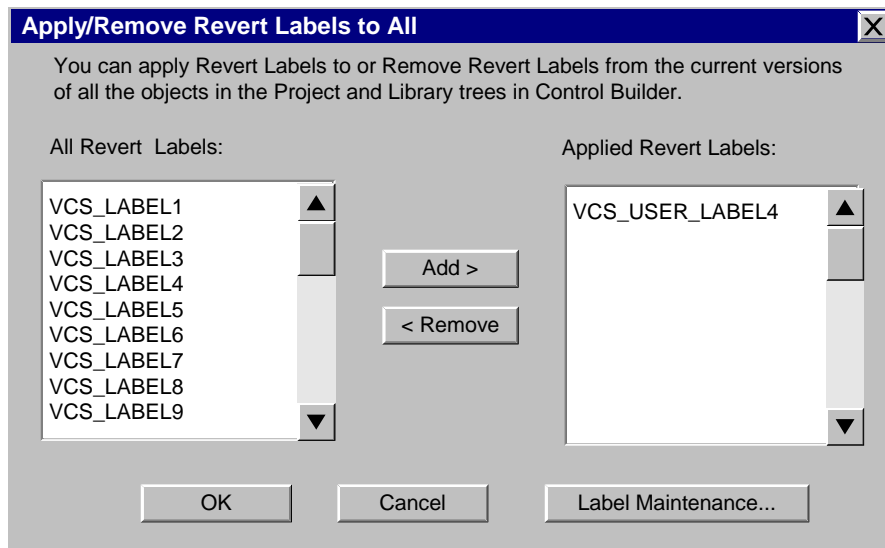 Apply/Remove Revert Labels to All
You can apply Revert Labels to or Remove Revert Labels from the current versions
of all the objects in the Project and Library trees in Control Builder.
All Revert Labels:
Applied Revert Labels:
VCS_LABEL1
VCS_LABEL2
VCS_LABEL3
VCS_LABEL4
VCS_LABEL5
VCS_LABEL6
VCS_LABEL7
VCS_LABEL8
VCS_LABEL9
Add >
< Remove
VCS_USER_LABEL4
OK
Cancel
Label Maintenance...